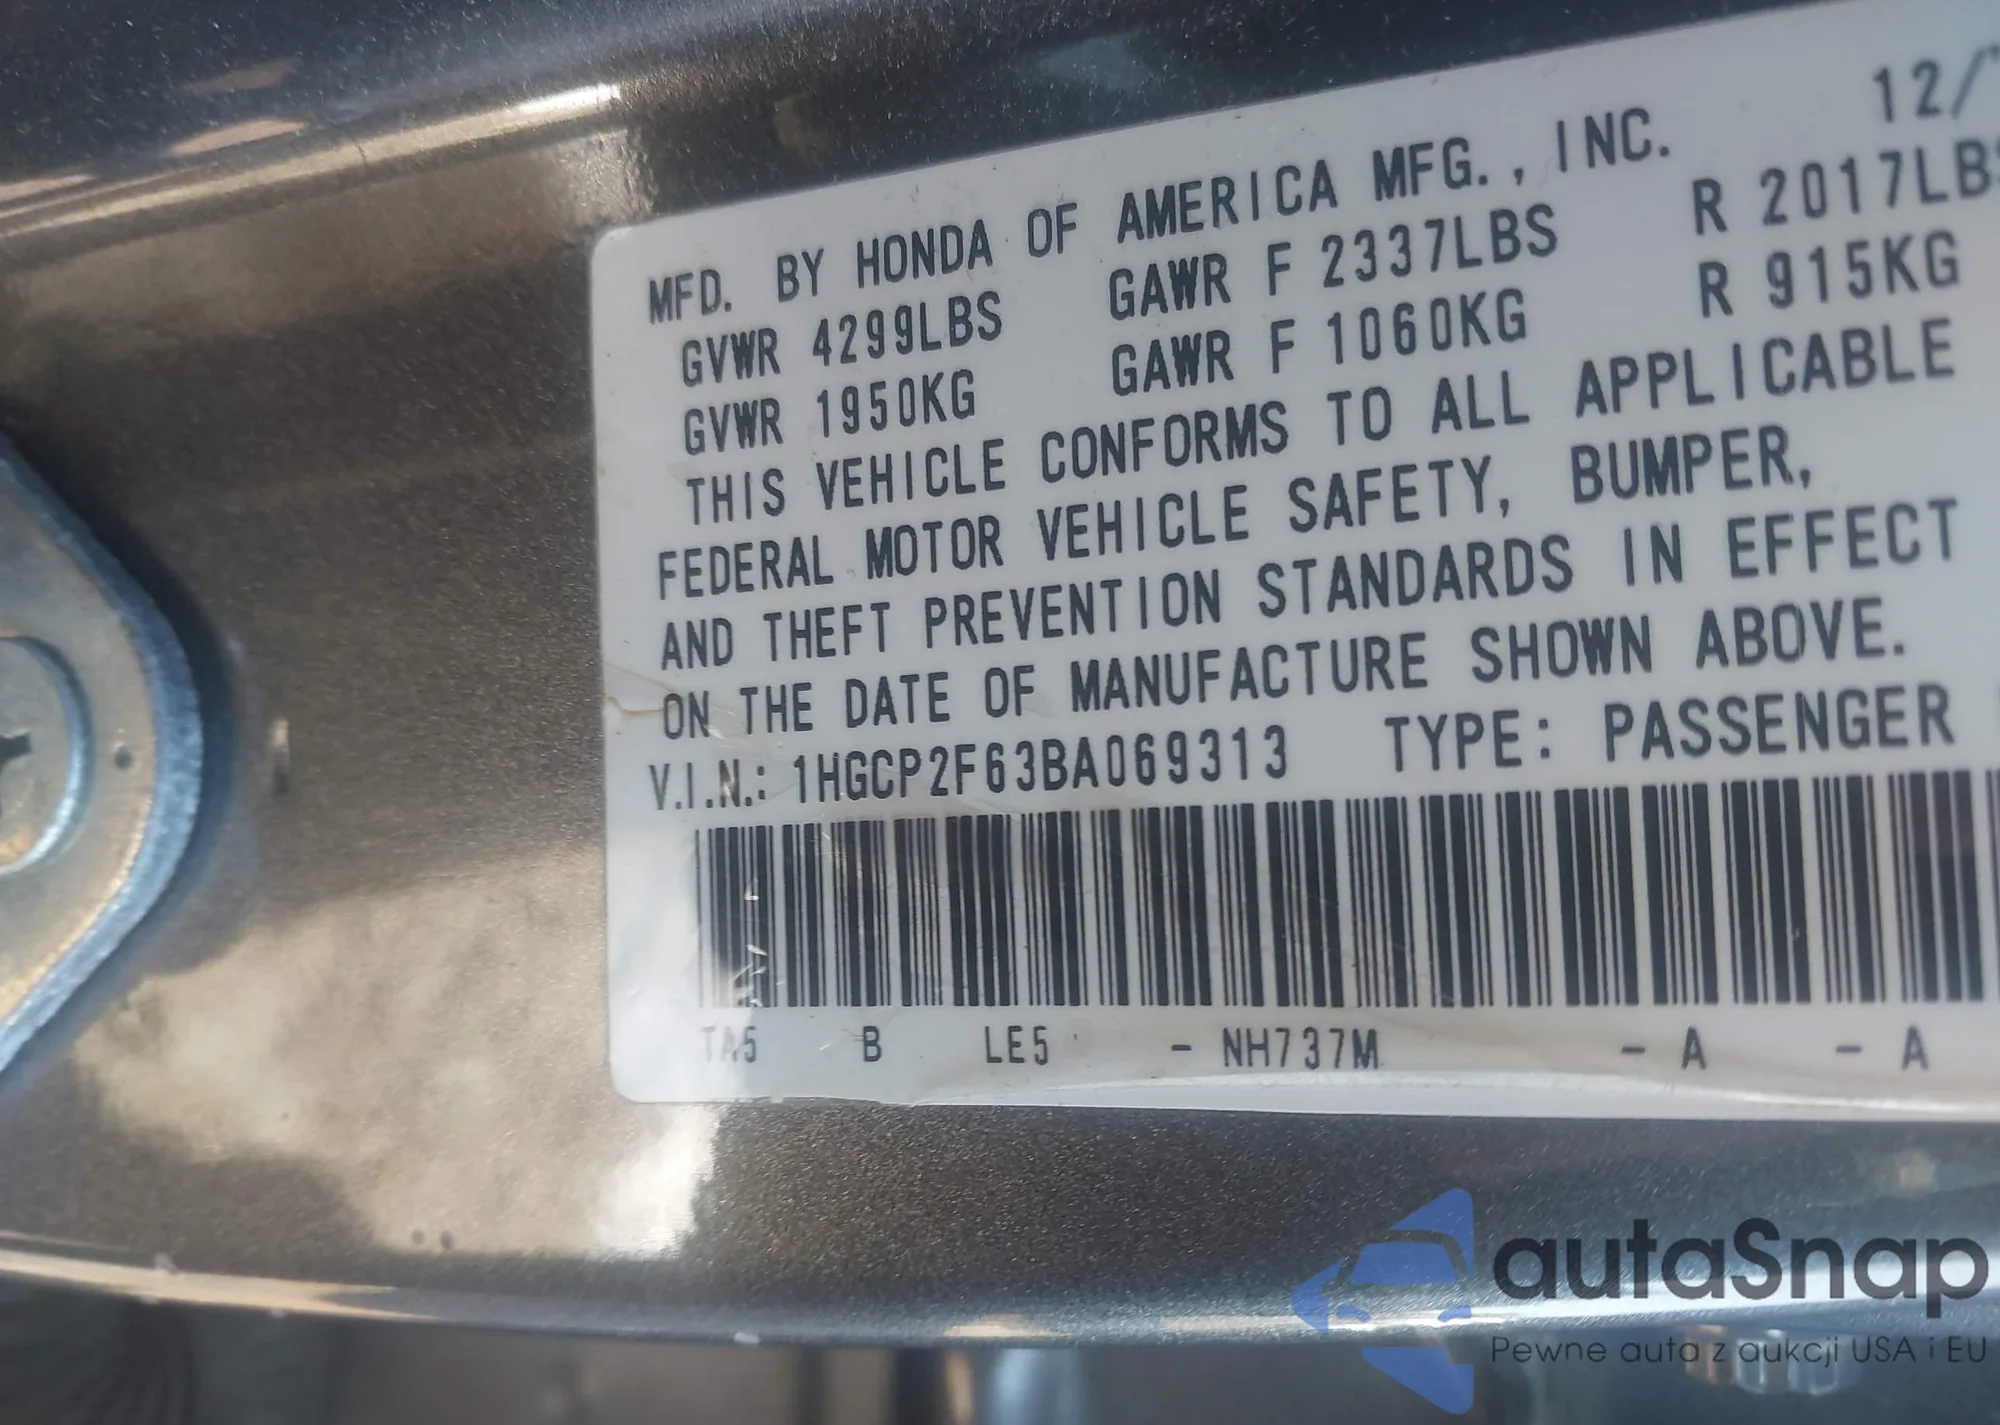 12/
MFD. BY HONDA OF AMERICA MFG., INC.
GVWR 4299LBS GAWR F 2337LBS R 2017LBS
GVWR 1950KG GAWR F 1060KG R 915KG
THIS VEHICLE CONFORMS TO ALL APPLICABLE
FEDERAL MOTOR VEHICLE SAFETY, BUMPER,
AND THEFT PREVENTION STANDARDS IN EFFECT
ON THE DATE OF MANUFACTURE SHOWN ABOVE.
V.I.N.: 1HGCP2F63BA069313 TYPE: PASSENGER
TA5 B LE5 - NH737M - A - A
autaSnap
Pewne auta z aukcji USA i EU